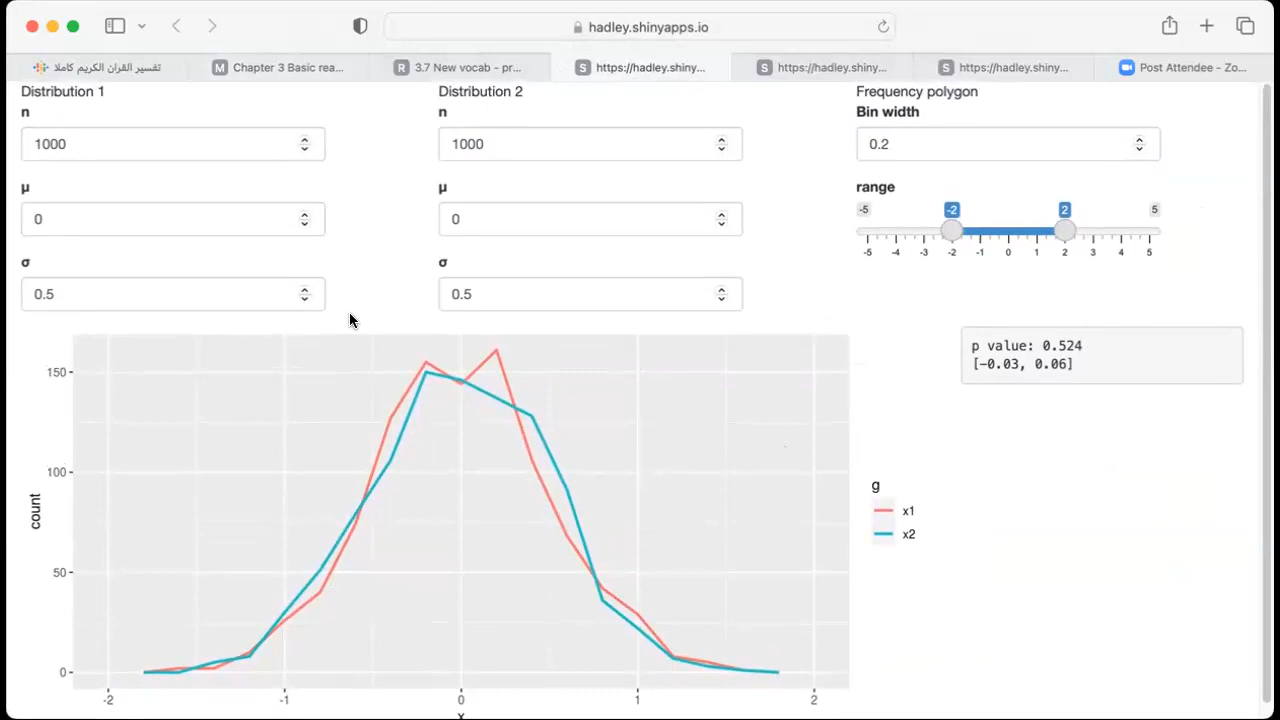 hadley.shinyapps.io
تفسير القران الكريم كاملا
M Chapter 3 Basic rea...
R 3.7 New vocab - pr...
S https://hadley.shiny...
S https://hadley.shiny...
S https://hadley.shiny...
Post Attendee - Zo...
Distribution 1
n
1000
μ
0
σ
0.5
Distribution 2
n
1000
μ
0
σ
0.5
Frequency polygon
Bin width
0.2
range
-5 -2 2 5
-5 -4 -3 -2 -1 0 1 2 3 4 5
p value: 0.524
[-0.03, 0.06]
150
100
50
0
count
-2 -1 0 1 2
x
g
x1
x2